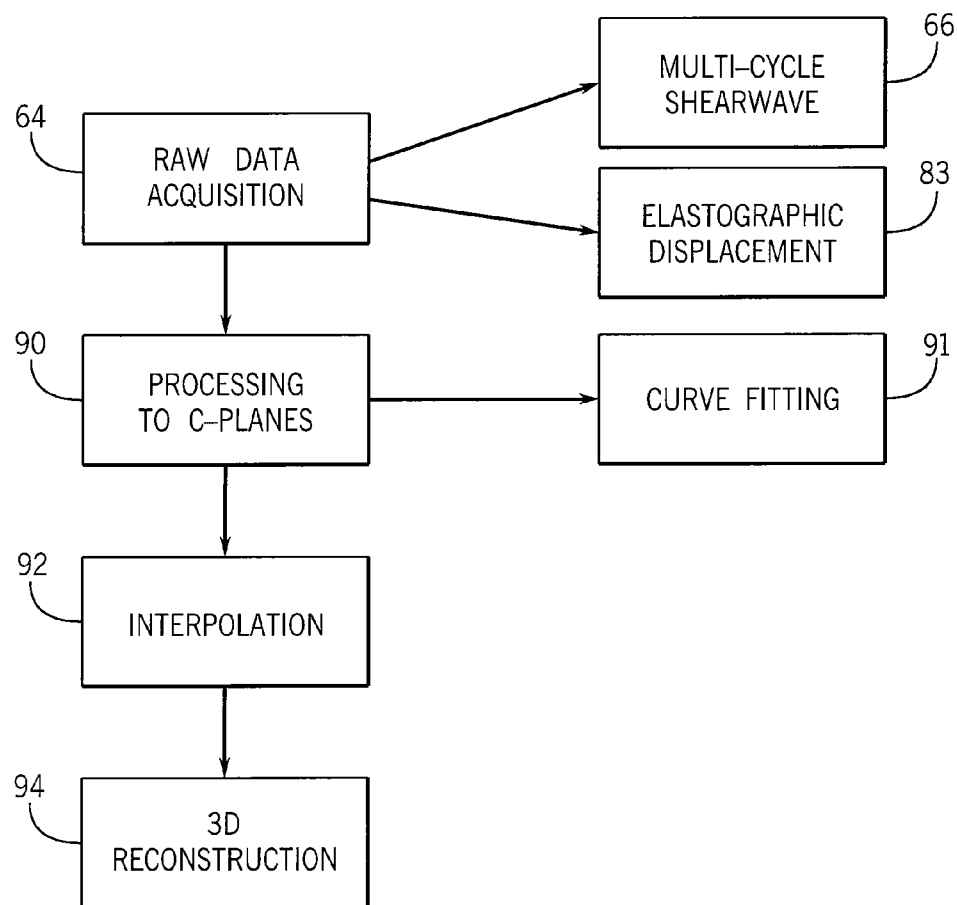 66
MULTI–CYCLE
SHEARWAVE
64
RAW DATA
ACQUISITION
83
ELASTOGRAPHIC
DISPLACEMENT
90
PROCESSING
TO C–PLANES
91
CURVE FITTING
92
INTERPOLATION
94
3D
RECONSTRUCTION